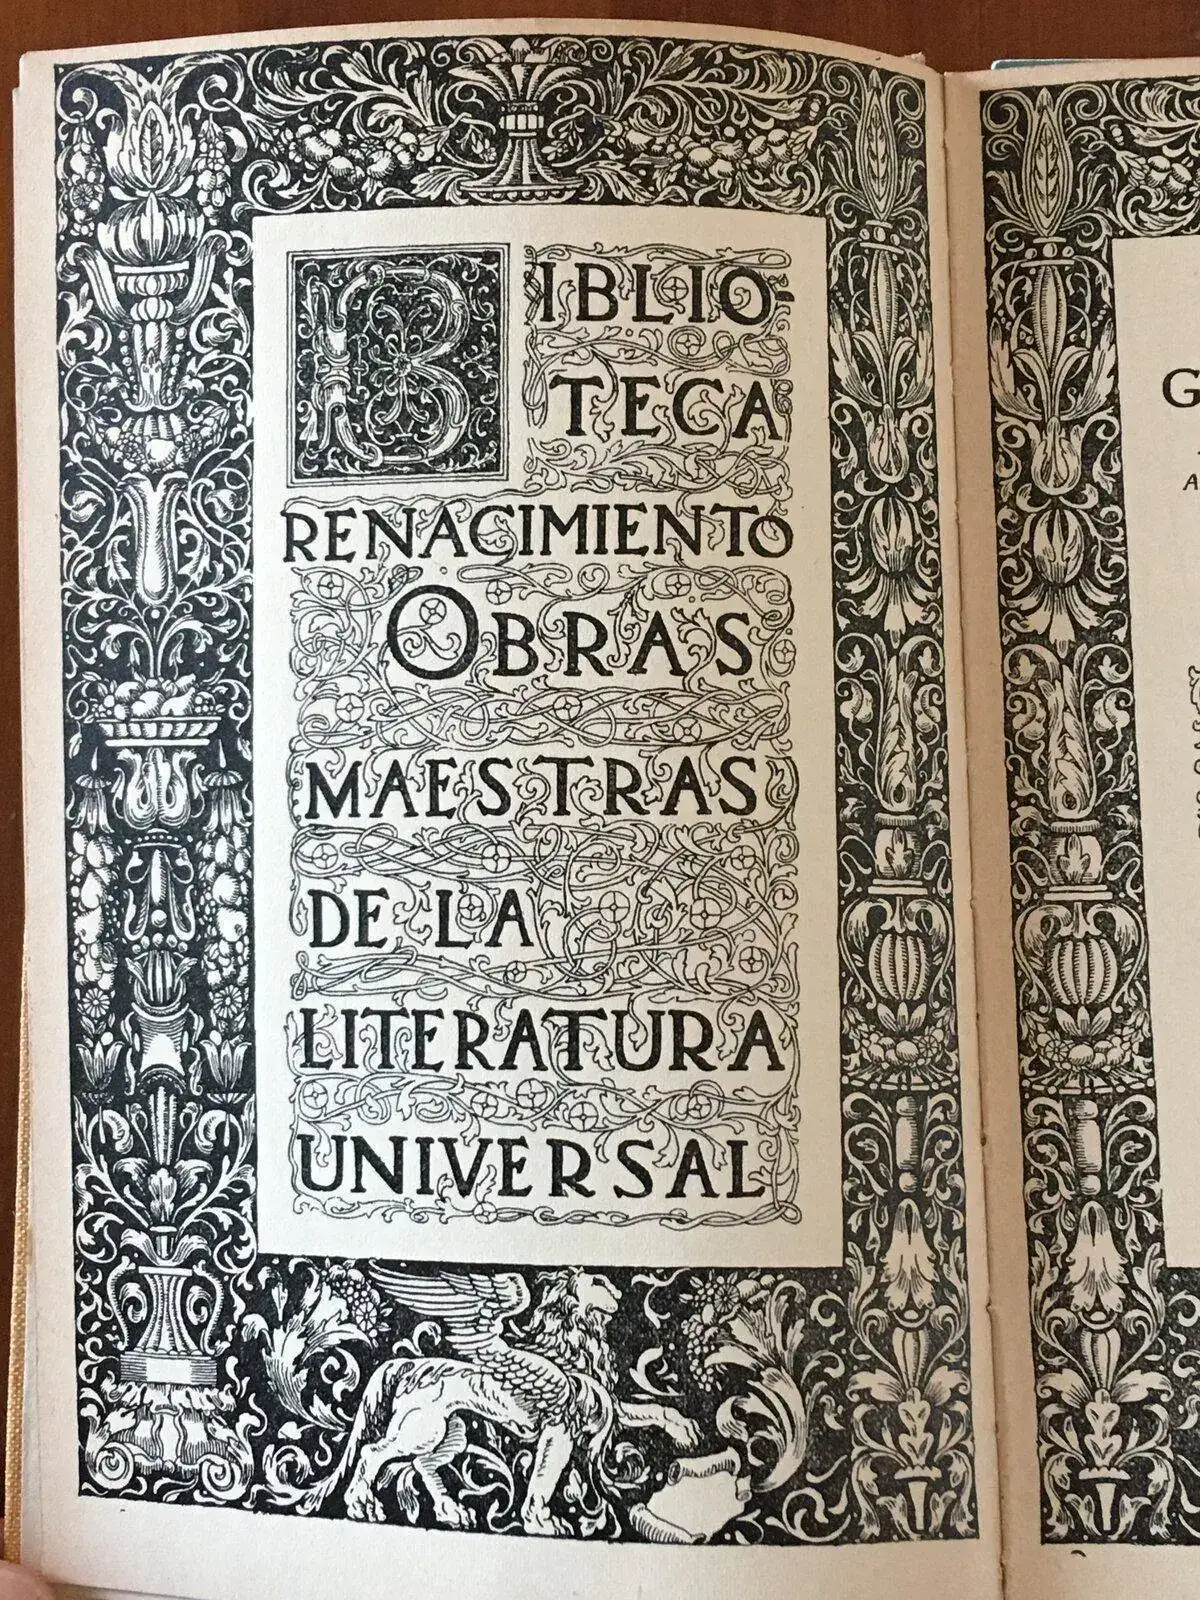 BIBLIO-
TECA
RENACIMIENTO
OBRAS
MAESTRAS
DE LA
LITERATURA
UNIVERSAL
G
A